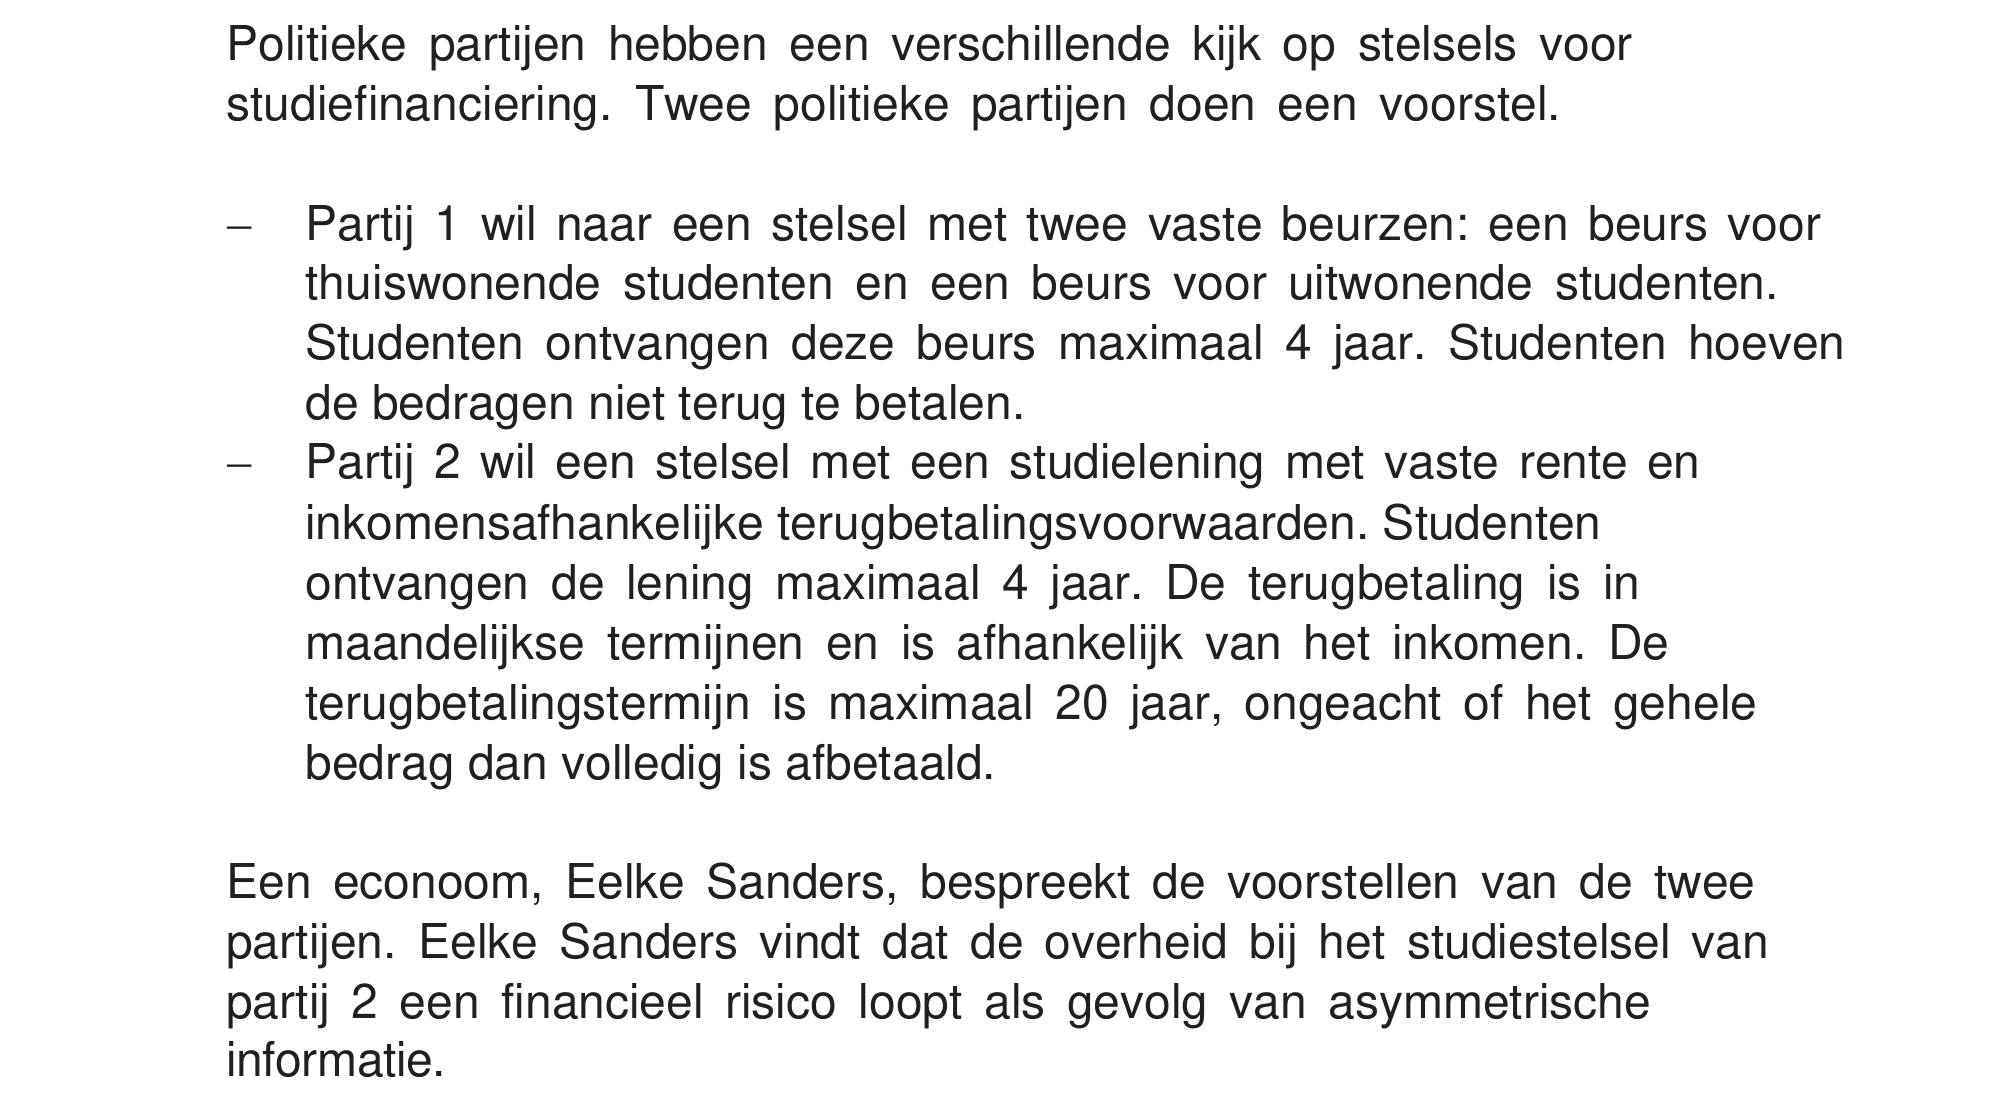 Politieke partijen hebben een verschillende kijk op stelsels voor
studiefinanciering. Twee politieke partijen doen een voorstel.
– Partij 1 wil naar een stelsel met twee vaste beurzen: een beurs voor
thuiswonende studenten en een beurs voor uitwonende studenten.
Studenten ontvangen deze beurs maximaal 4 jaar. Studenten hoeven
de bedragen niet terug te betalen.
– Partij 2 wil een stelsel met een studielening met vaste rente en
inkomensafhankelijke terugbetalingsvoorwaarden. Studenten
ontvangen de lening maximaal 4 jaar. De terugbetaling is in
maandelijkse termijnen en is afhankelijk van het inkomen. De
terugbetalingstermijn is maximaal 20 jaar, ongeacht of het gehele
bedrag dan volledig is afbetaald.
Een econoom, Eelke Sanders, bespreekt de voorstellen van de twee
partijen. Eelke Sanders vindt dat de overheid bij het studiestelsel van
partij 2 een financieel risico loopt als gevolg van asymmetrische
informatie.